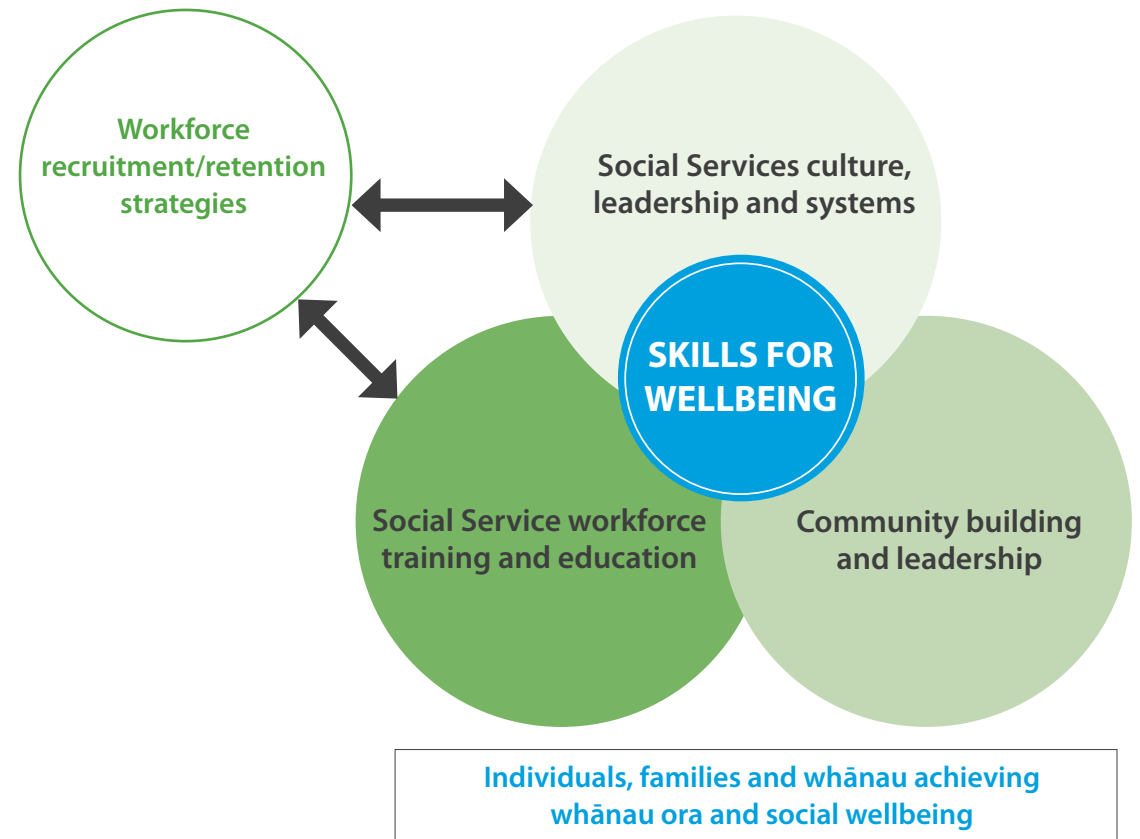 Workforce
recruitment/retention
strategies
Social Services culture,
leadership and systems
SKILLS FOR
WELLBEING
Social Service workforce
training and education
Community building
and leadership
Individuals, families and whānau achieving
whānau ora and social wellbeing